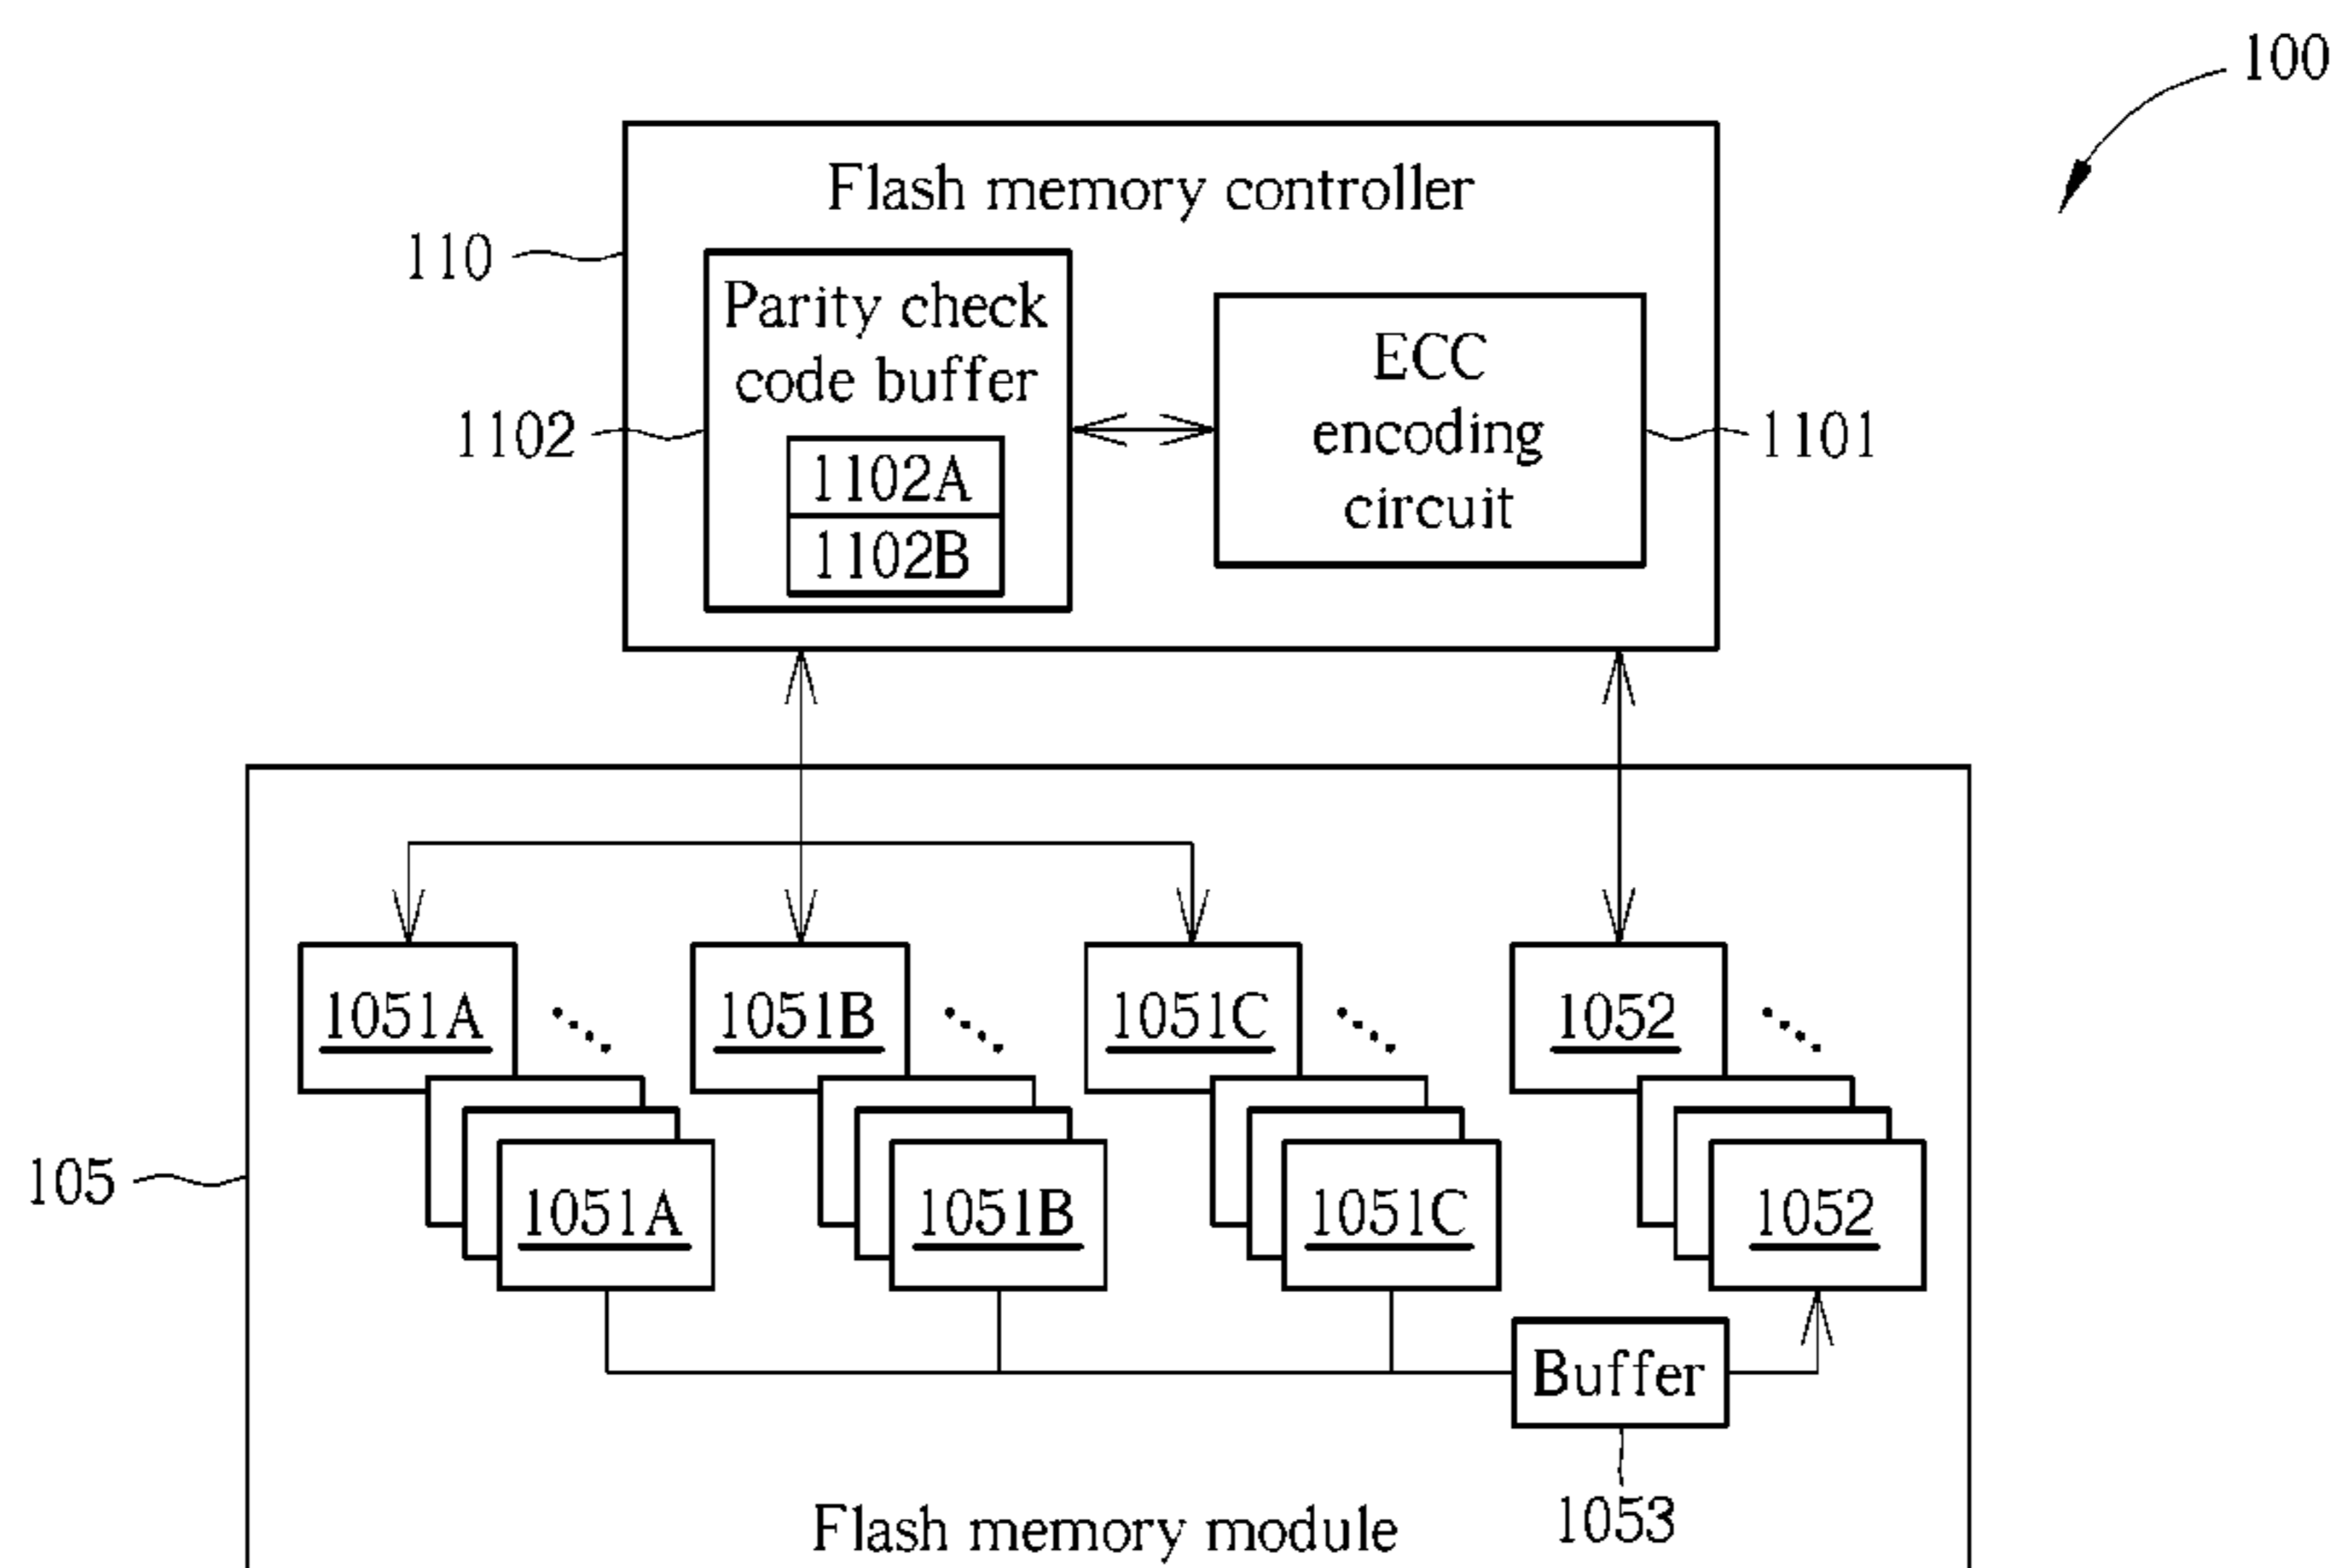 100
Flash memory controller
110
Parity check
code buffer
1102
1102A
1102B
ECC
encoding
circuit
1101
1051A
1051B
1051C
1052
105
1051A
1051B
1051C
1052
Buffer
1053
Flash memory module